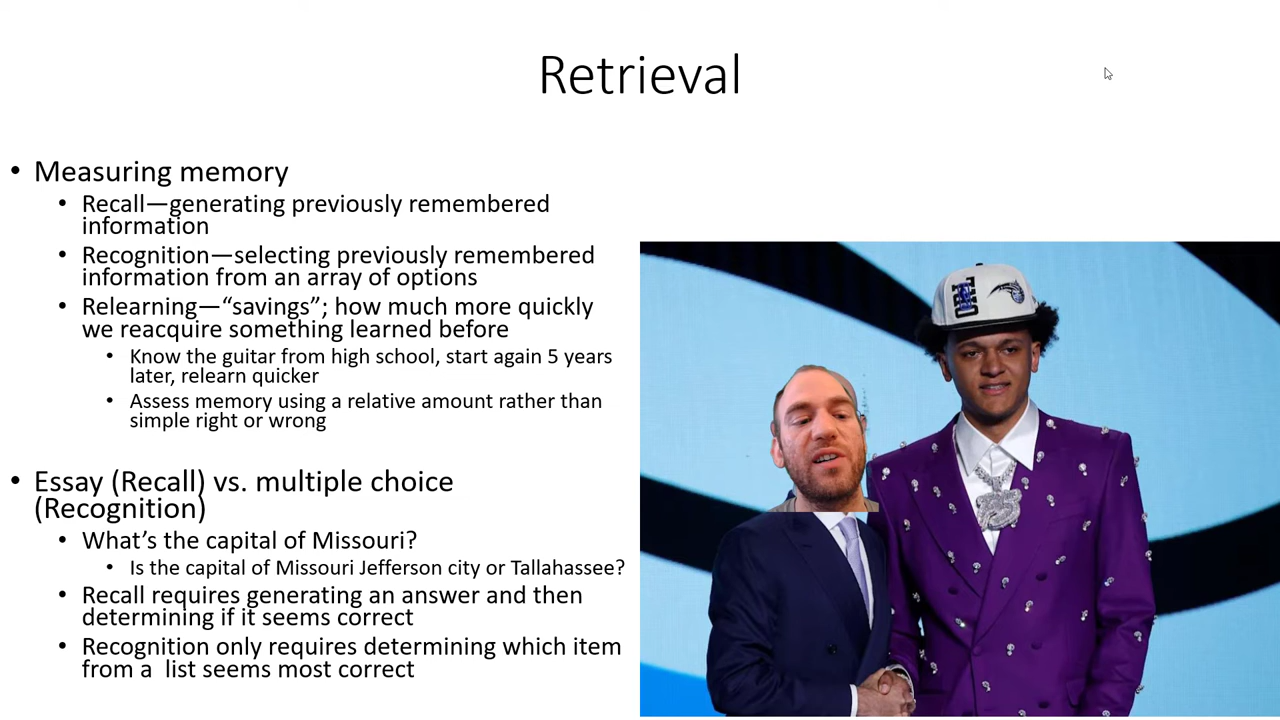 Retrieval
• Measuring memory
• Recall—generating previously remembered
information
• Recognition—selecting previously remembered
information from an array of options
• Relearning—“savings”; how much more quickly
we reacquire something learned before
• Know the guitar from high school, start again 5 years
later, relearn quicker
• Assess memory using a relative amount rather than
simple right or wrong
• Essay (Recall) vs. multiple choice
(Recognition)
• What’s the capital of Missouri?
• Is the capital of Missouri Jefferson city or Tallahassee?
• Recall requires generating an answer and then
determining if it seems correct
• Recognition only requires determining which item
from a list seems most correct